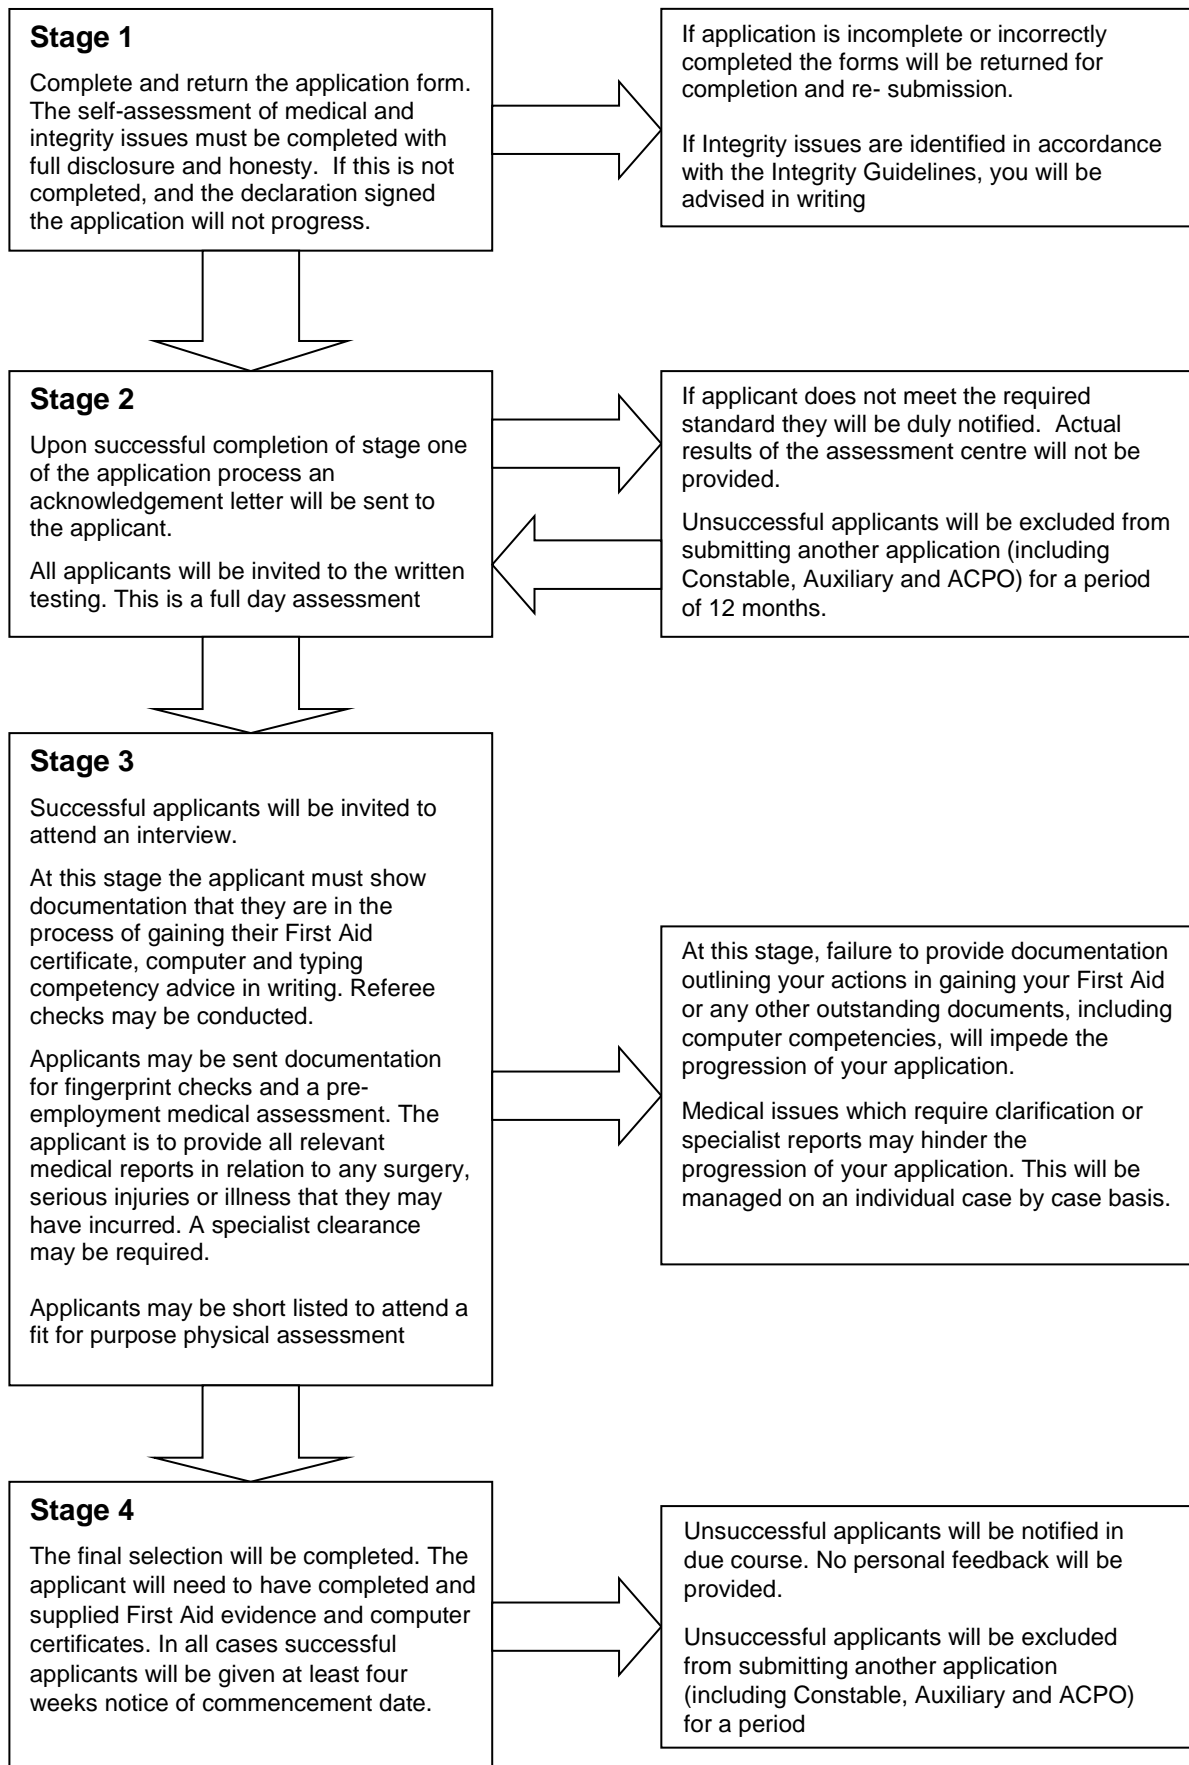 Stage 1
Complete and return the application form.
The self-assessment of medical and
integrity issues must be completed with
full disclosure and honesty.  If this is not
completed, and the declaration signed
the application will not progress.
If application is incomplete or incorrectly
completed the forms will be returned for
completion and re- submission.
If Integrity issues are identified in accordance
with the Integrity Guidelines, you will be
advised in writing
Stage 2
Upon successful completion of stage one
of the application process an
acknowledgement letter will be sent to
the applicant.
All applicants will be invited to the written
testing. This is a full day assessment
If applicant does not meet the required
standard they will be duly notified.  Actual
results of the assessment centre will not be
provided.
Unsuccessful applicants will be excluded from
submitting another application (including
Constable, Auxiliary and ACPO) for a period
of 12 months.
Stage 3
Successful applicants will be invited to
attend an interview.
At this stage the applicant must show
documentation that they are in the
process of gaining their First Aid
certificate, computer and typing
competency advice in writing. Referee
checks may be conducted.
Applicants may be sent documentation
for fingerprint checks and a pre-
employment medical assessment. The
applicant is to provide all relevant
medical reports in relation to any surgery,
serious injuries or illness that they may
have incurred. A specialist clearance
may be required.
Applicants may be short listed to attend a
fit for purpose physical assessment
At this stage, failure to provide documentation
outlining your actions in gaining your First Aid
or any other outstanding documents, including
computer competencies, will impede the
progression of your application.
Medical issues which require clarification or
specialist reports may hinder the
progression of your application. This will be
managed on an individual case by case basis.
Stage 4
The final selection will be completed. The
applicant will need to have completed and
supplied First Aid evidence and computer
certificates. In all cases successful
applicants will be given at least four
weeks notice of commencement date.
Unsuccessful applicants will be notified in
due course. No personal feedback will be
provided.
Unsuccessful applicants will be excluded
from submitting another application
(including Constable, Auxiliary and ACPO)
for a period